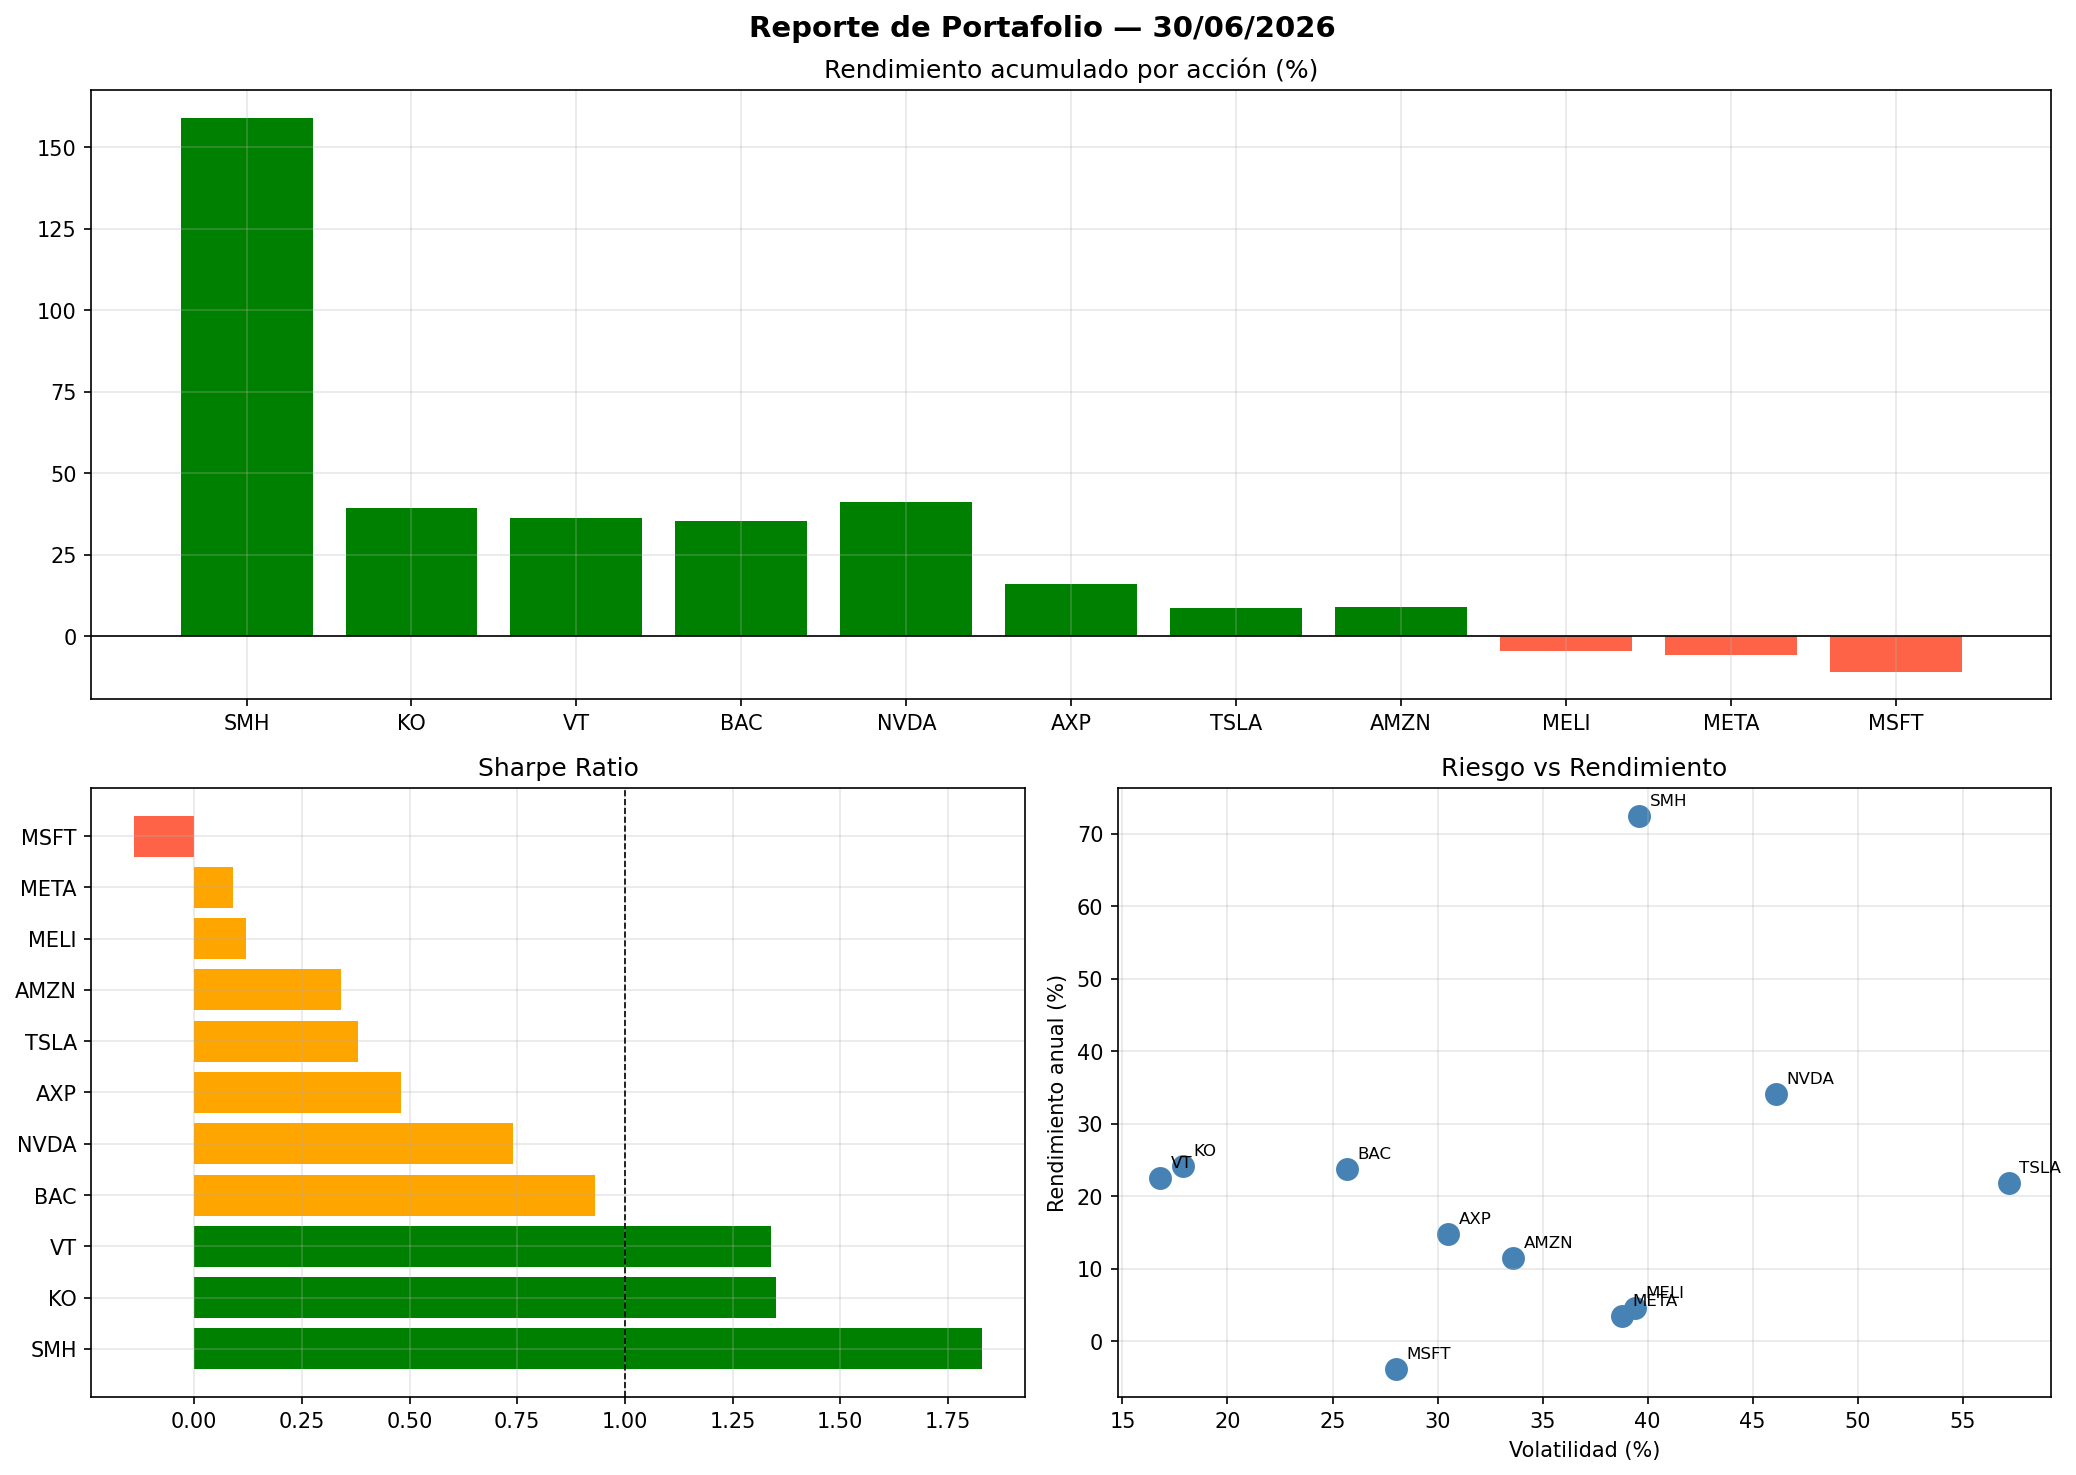 Reporte de Portafolio — 30/06/2026
Rendimiento acumulado por acción (%)
150
125
100
75
50
25
0
SMH KO VT BAC NVDA AXP TSLA AMZN MELI META MSFT
Sharpe Ratio
MSFT
META
MELI
AMZN
TSLA
AXP
NVDA
BAC
VT
KO
SMH
0.00 0.25 0.50 0.75 1.00 1.25 1.50 1.75
Riesgo vs Rendimiento
Rendimiento anual (%)
70
60
50
40
30
20
10
0
SMH
NVDA
KO
VT
BAC
TSLA
AXP
AMZN
MELI
META
MSFT
15 20 25 30 35 40 45 50 55
Volatilidad (%)